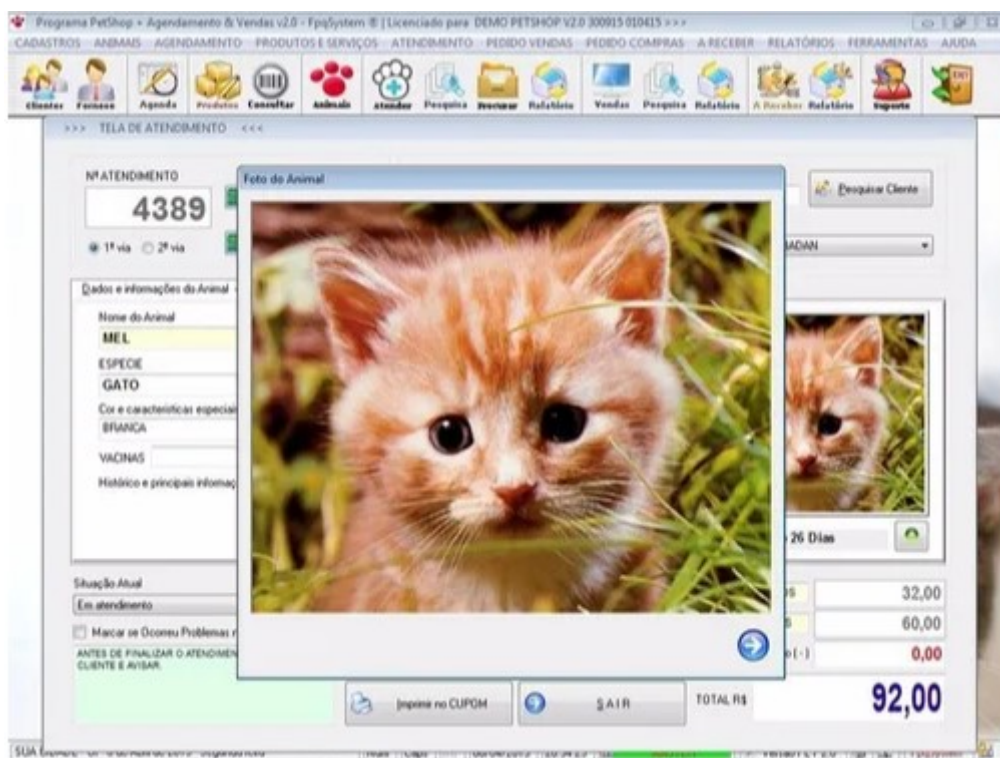 Programa PetShop + Agendamento & Vendas v2.0 - FpqSystem ® | Licenciado para DEMO PETSHOP V2.0 300915 010415 >>>
CADASTROS ANIMAIS AGENDAMENTO PRODUTOS E SERVIÇOS ATENDIMENTO PEDIDO VENDAS PEDIDO COMPRAS A RECEBER RELATÓRIOS FERRAMENTAS AJUDA
Clientes Fornece Agenda Produtos Consultar Animais Atender Pesquisa Procurar Relatório Vendas Pesquisa Relatório A Receber Relatório Suporte
EXIT
>>> TELA DE ATENDIMENTO <<<
Nº ATENDIMENTO
4389
1ª via 2ª via
Foto do Animal
Pesquisar Cliente
Dados e informações do Animal
Nome do Animal
MEL
ESPECIE
GATO
Cor e características especiais
BRANCA
VACINAS
Histórico e principais
26 Dias
Situação Atual
Em atendimento
32,00
60,00
Marcar se Ocorreu Problemas
(-) 0,00
ANTES DE FINALIZAR O
CLIENTE E AVISAR.
Imprimir no CUPOM
SAIR
TOTAL R$ 92,00